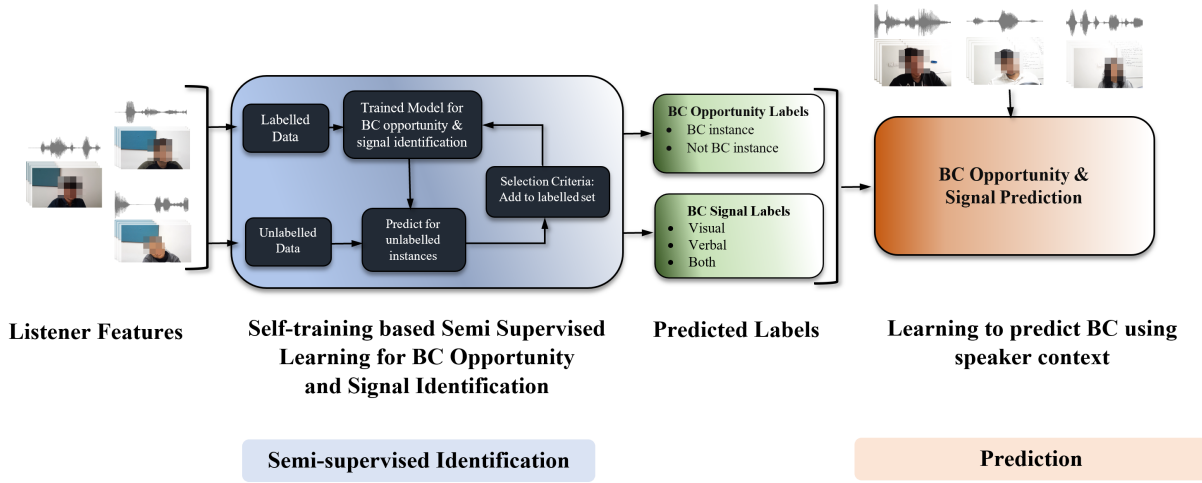 Labelled
Data
Trained Model for
BC opportunity &
signal identification
Selection Criteria:
Add to labelled set
Unlabelled
Data
Predict for
unlabelled
instances
BC Opportunity Labels
• BC instance
• Not BC instance
BC Signal Labels
• Visual
• Verbal
• Both
BC Opportunity &
Signal Prediction
Listener Features
Self-training based Semi Supervised
Learning for BC Opportunity
and Signal Identification
Predicted Labels
Learning to predict BC using
speaker context
Semi-supervised Identification
Prediction